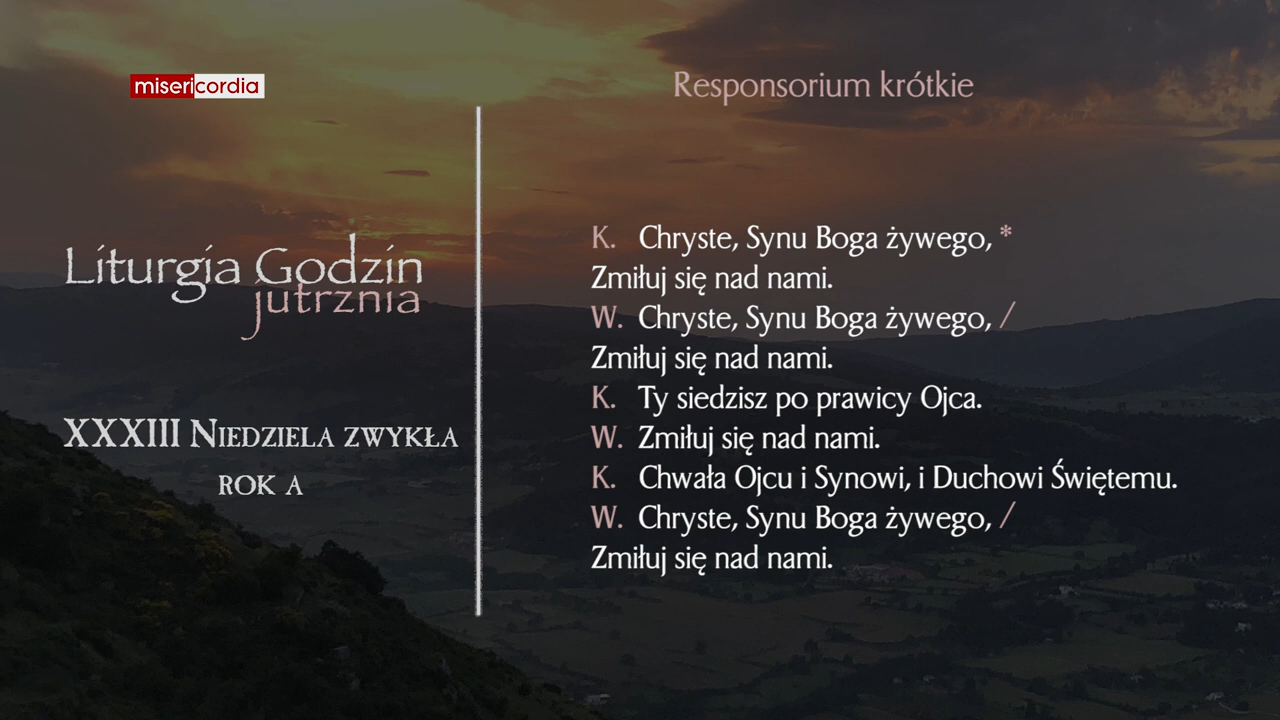 misericordia
Liturgia Godzin
jutrznia
XXXIII Niedziela zwykła
rok A
Responsorium krótkie
K. Chryste, Synu Boga żywego, *
Zmiłuj się nad nami.
W. Chryste, Synu Boga żywego, /
Zmiłuj się nad nami.
K. Ty siedzisz po prawicy Ojca.
W. Zmiłuj się nad nami.
K. Chwała Ojcu i Synowi, i Duchowi Świętemu.
W. Chryste, Synu Boga żywego, /
Zmiłuj się nad nami.